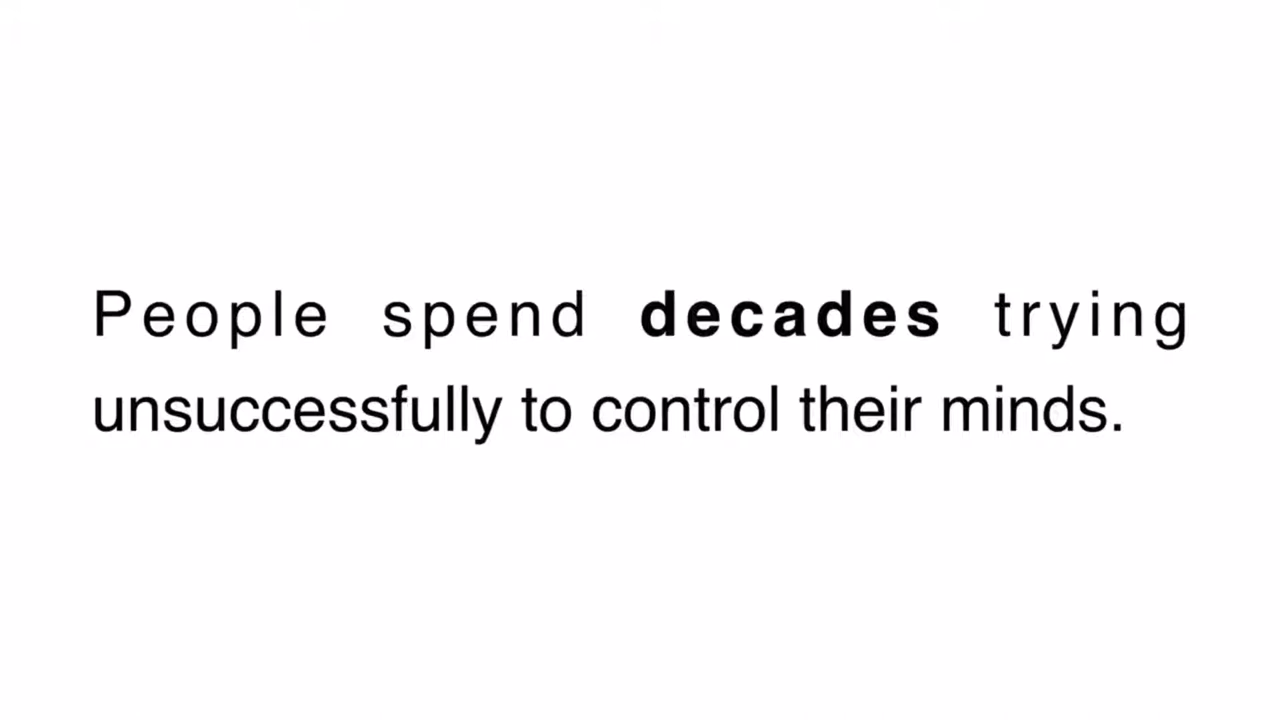 People spend decades trying
unsuccessfully to control their minds.